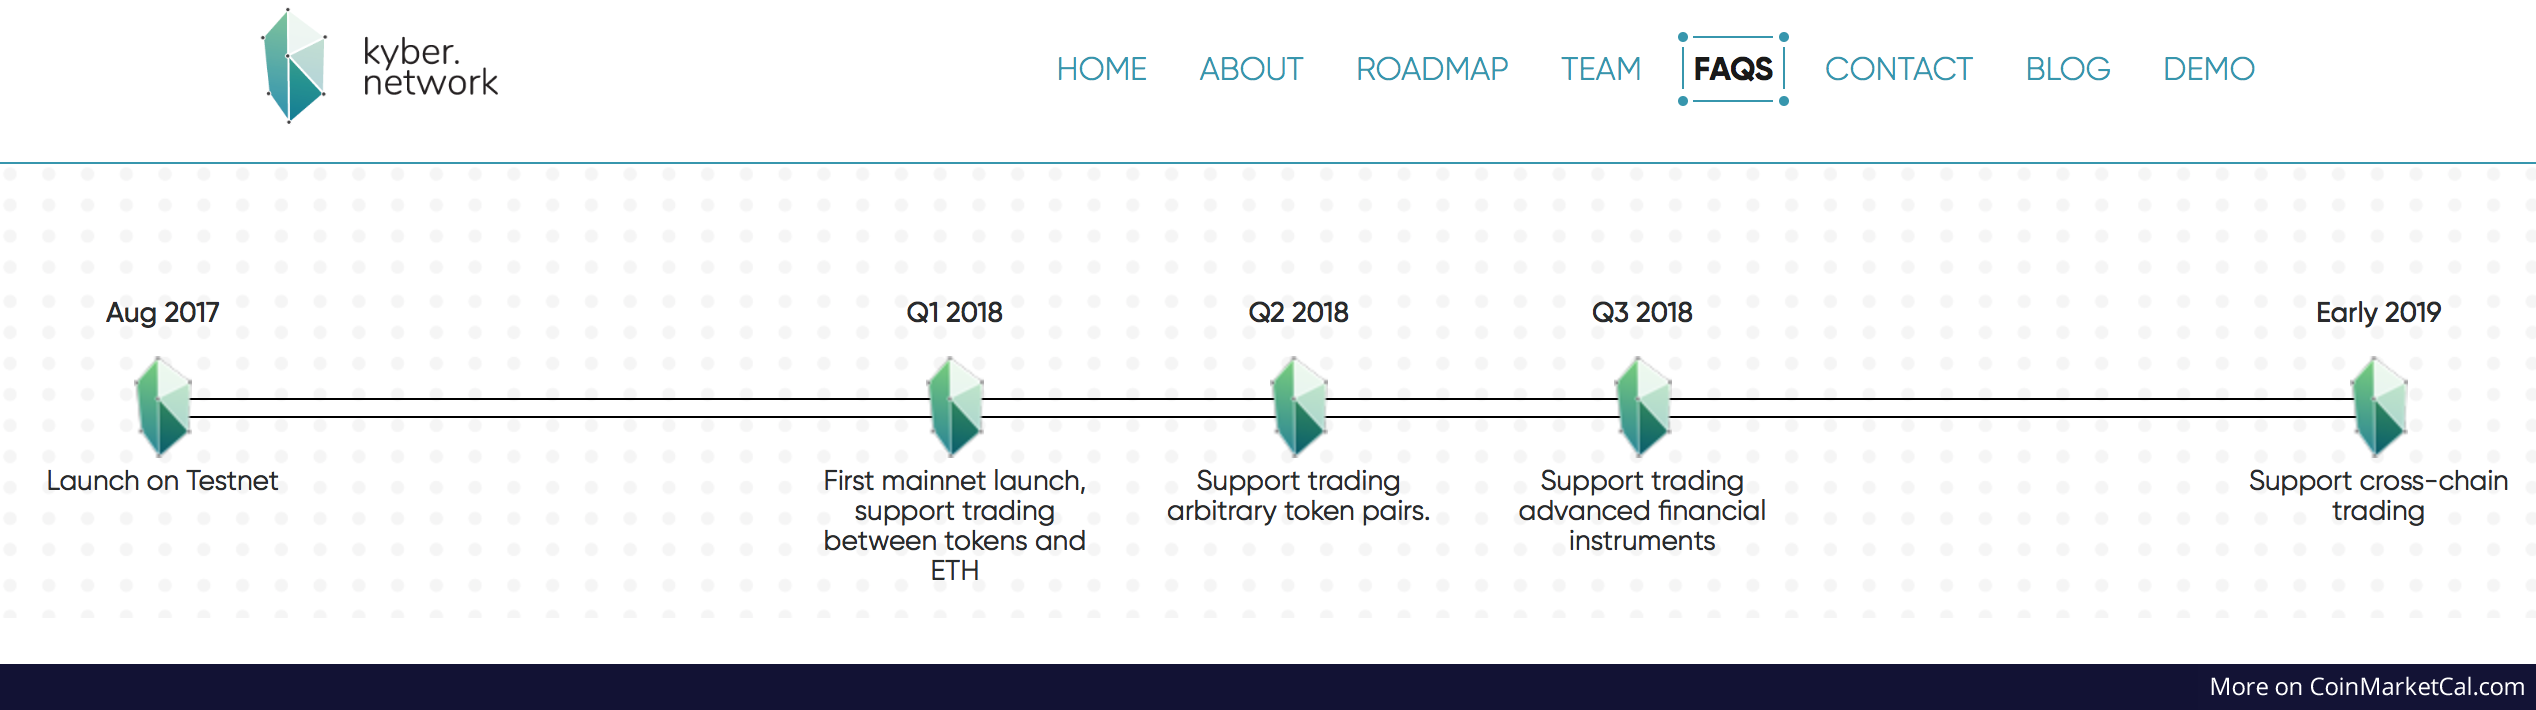 kyber.
network
HOME ABOUT ROADMAP TEAM FAQS CONTACT BLOG DEMO
Aug 2017
Launch on Testnet
Q1 2018
First mainnet launch,
support trading
between tokens and
ETH
Q2 2018
Support trading
arbitrary token pairs.
Q3 2018
Support trading
advanced financial
instruments
Early 2019
Support cross-chain
trading
More on CoinMarketCal.com